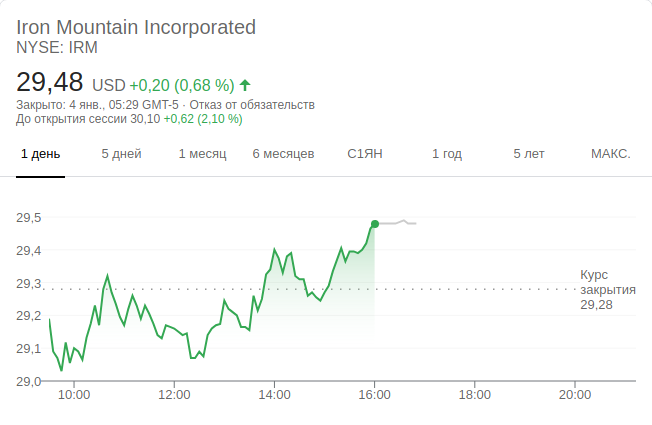 Iron Mountain Incorporated
NYSE: IRM
29,48 USD +0,20 (0,68 %)
Закрыто: 4 янв., 05:29 GMT-5 · Отказ от обязательств
До открытия сессии 30,10 +0,62 (2,10 %)
1 день 5 дней 1 месяц 6 месяцев С1ЯН 1 год 5 лет МАКС.
29,5
29,4
29,3
29,2
29,1
29,0
Курс
закрытия
29,28
10:00 12:00 14:00 16:00 18:00 20:00